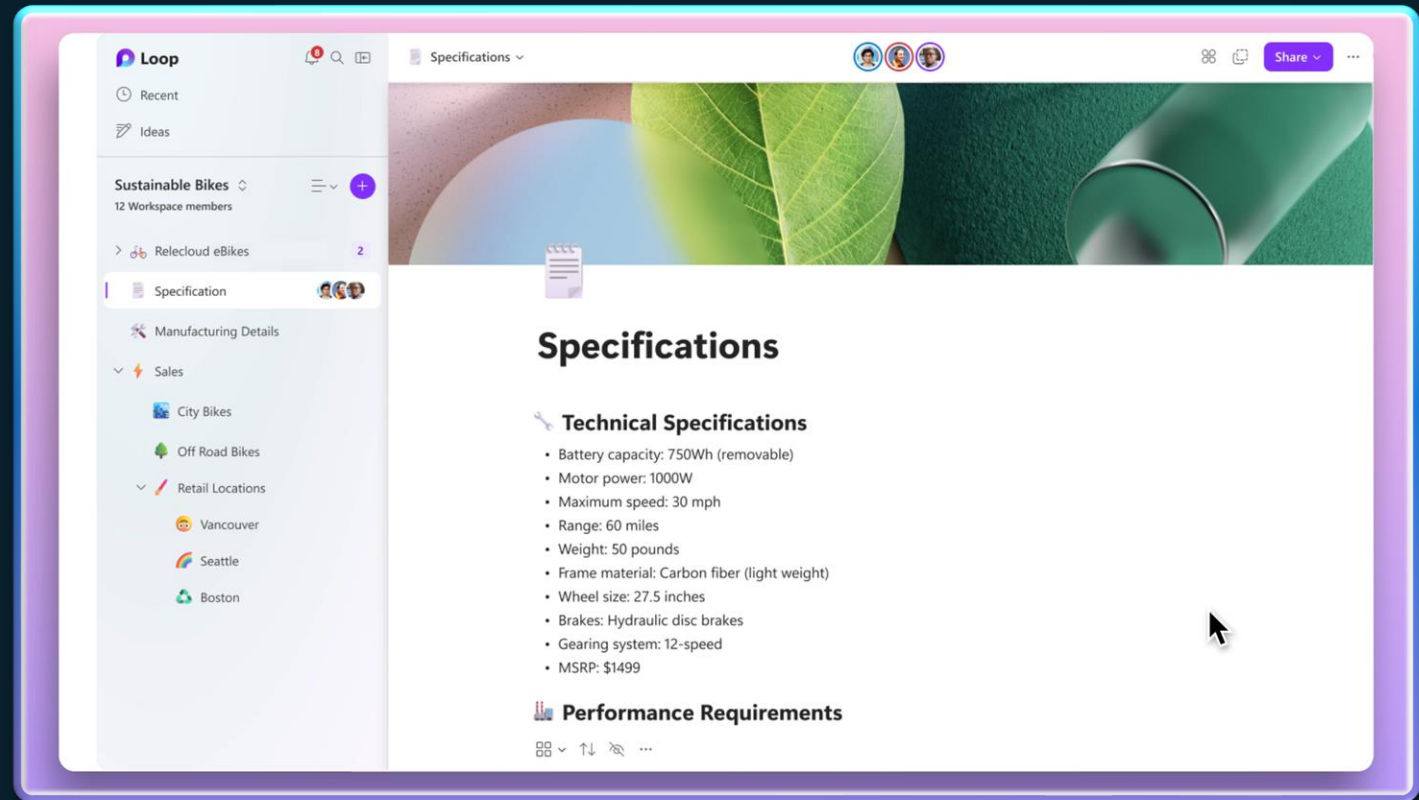 Loop
8
Recent
Ideas
Sustainable Bikes
12 Workspace members
Relecloud eBikes 2
Specification
Manufacturing Details
Sales
City Bikes
Off Road Bikes
Retail Locations
Vancouver
Seattle
Boston
Specifications
Share
Specifications
Technical Specifications
• Battery capacity: 750Wh (removable)
• Motor power: 1000W
• Maximum speed: 30 mph
• Range: 60 miles
• Weight: 50 pounds
• Frame material: Carbon fiber (light weight)
• Wheel size: 27.5 inches
• Brakes: Hydraulic disc brakes
• Gearing system: 12-speed
• MSRP: $1499
Performance Requirements